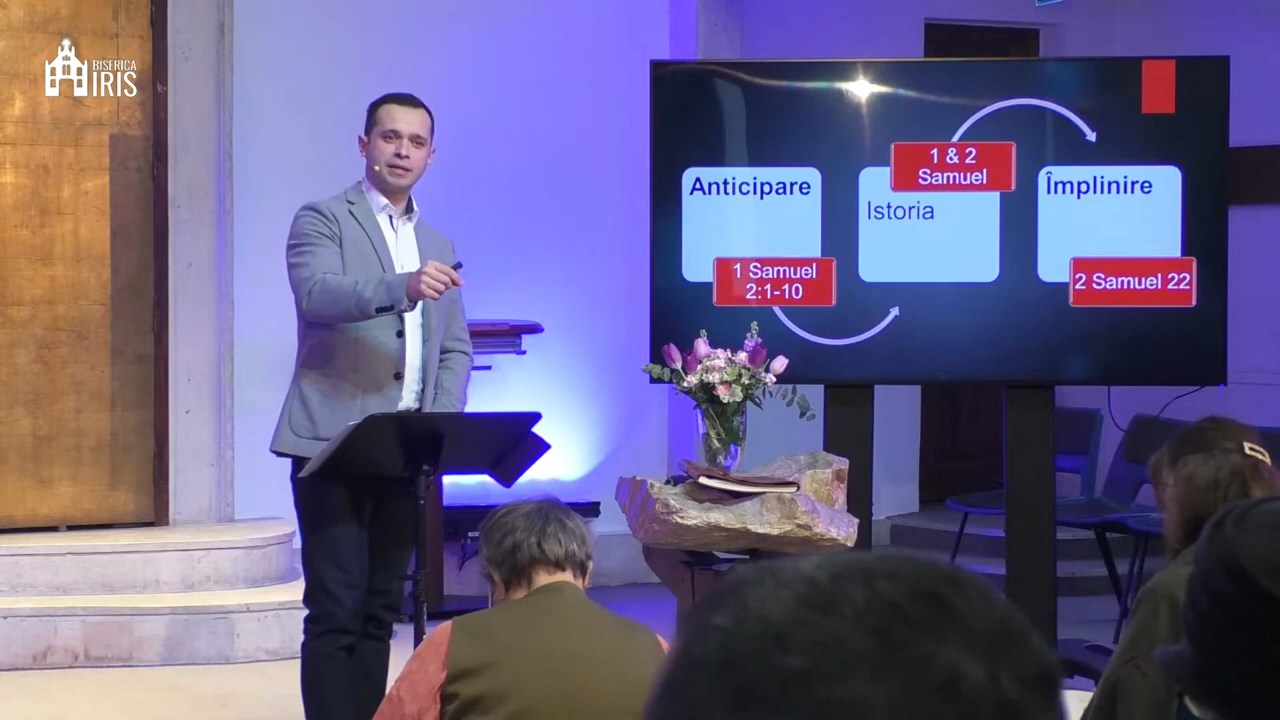 BISERICA
IRIS
1 & 2
Samuel
Anticipare
Istoria
Împlinire
1 Samuel
2:1-10
2 Samuel 22